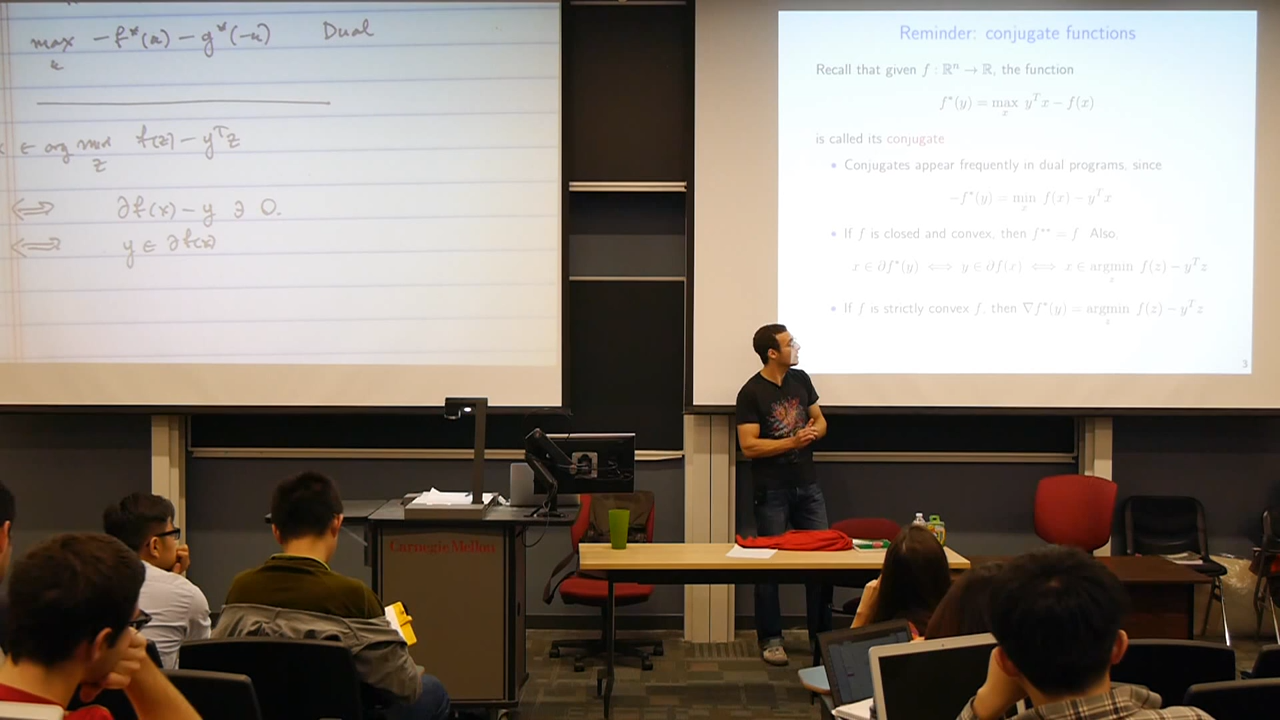 max -f*(u) - g*(-u) Dual
u
∈ arg min f(z) - yᵀz
z
⟺ ∂f(x) - y ∋ 0.
⟺ y ∈ ∂f(x)
Reminder: conjugate functions
Recall that given f : ℝⁿ → ℝ, the function
f*(y) = max yᵀx − f(x)
x
is called its conjugate
• Conjugates appear frequently in dual programs, since
−f*(y) = min f(x) − yᵀx
x
• If f is closed and convex, then f** = f. Also,
x ∈ ∂f*(y) ⟺ y ∈ ∂f(x) ⟺ x ∈ argmin f(z) − yᵀz
z
• If f is strictly convex f, then ∇f*(y) = argmin f(z) − yᵀz
z
3
Carnegie Mellon